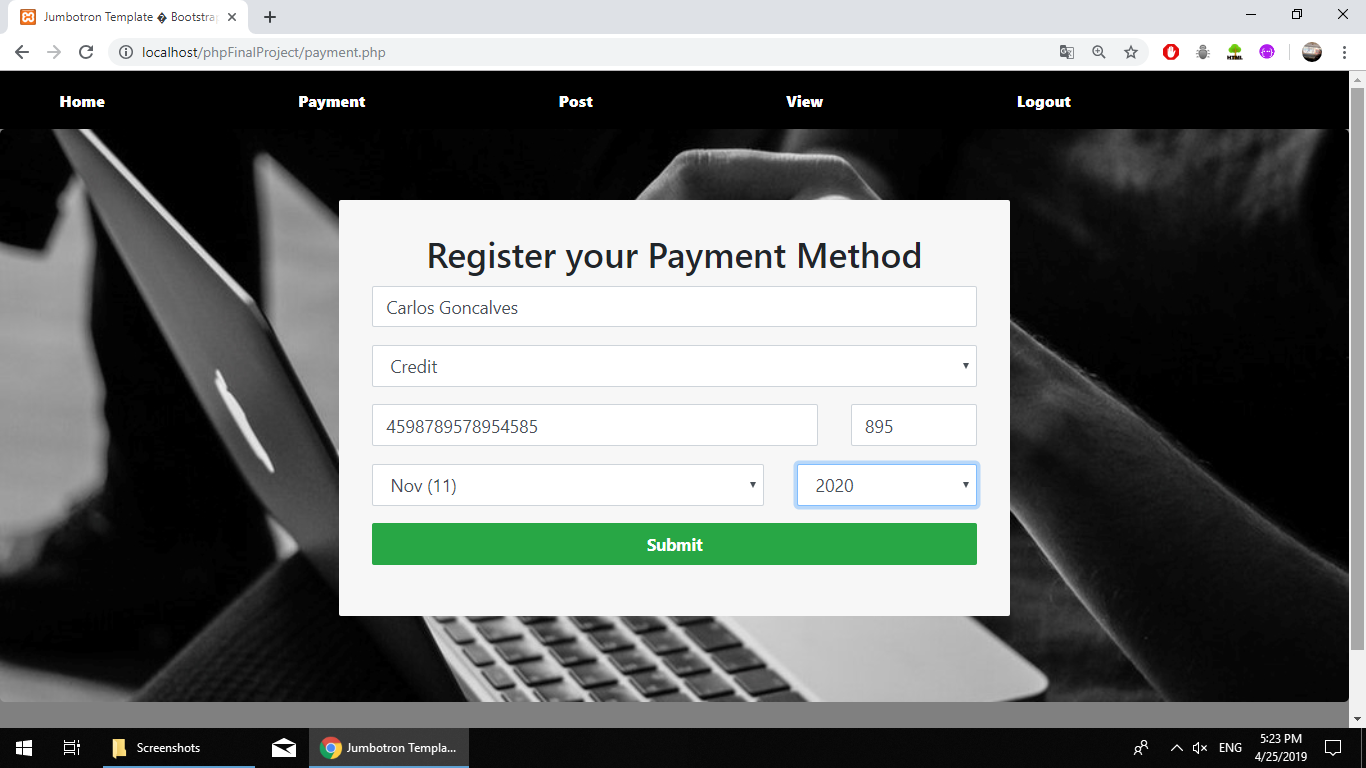 Jumbotron Template � Bootstrap
localhost/phpFinalProject/payment.php
Home Payment Post View Logout
Register your Payment Method
Carlos Goncalves
Credit
4598789578954585 895
Nov (11) 2020
Submit
Screenshots
Jumbotron Templa...
ENG
5:23 PM
4/25/2019